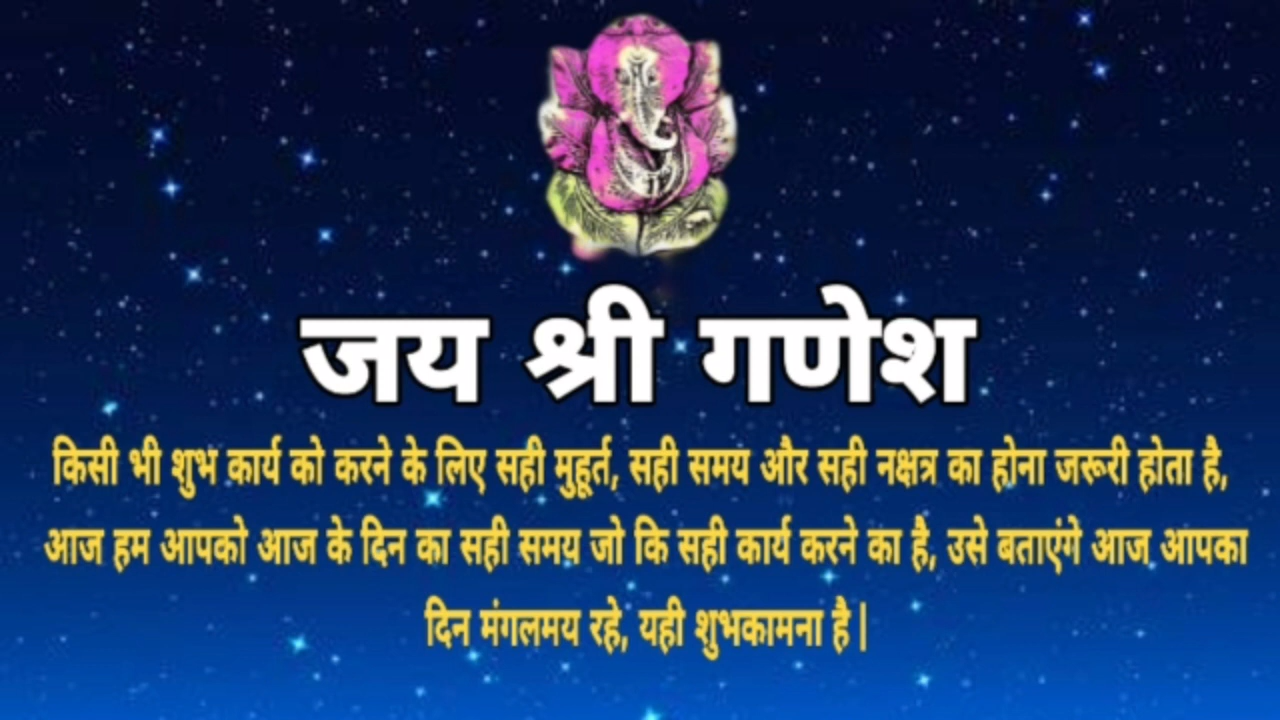 जय श्री गणेश
किसी भी शुभ कार्य को करने के लिए सही मुहूर्त, सही समय और सही नक्षत्र का होना जरूरी होता है,
आज हम आपको आज के दिन का सही समय जो कि सही कार्य करने का है, उसे बताएंगे आज आपका
दिन मंगलमय रहे, यही शुभकामना है|